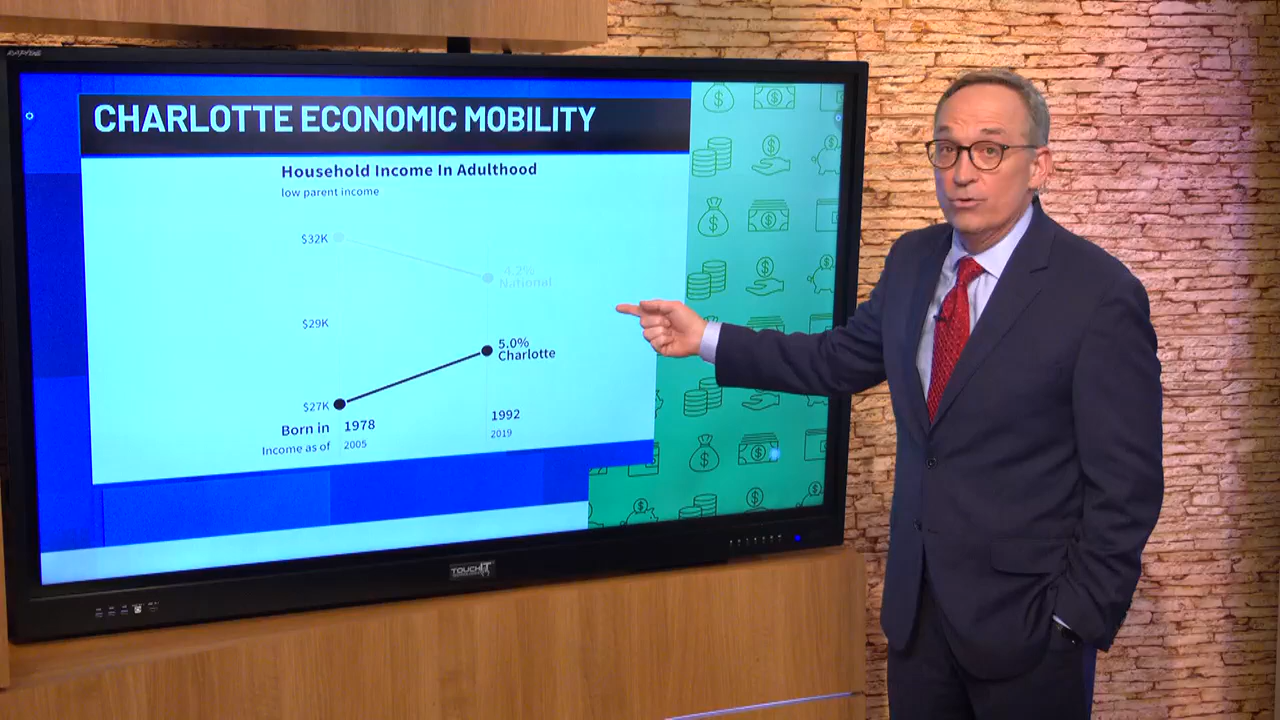 CHARLOTTE ECONOMIC MOBILITY
Household Income In Adulthood
low parent income
$32K
4.2%
National
$29K
5.0%
Charlotte
$27K
Born in 1978 1992
Income as of 2005 2019
TOUCHIT